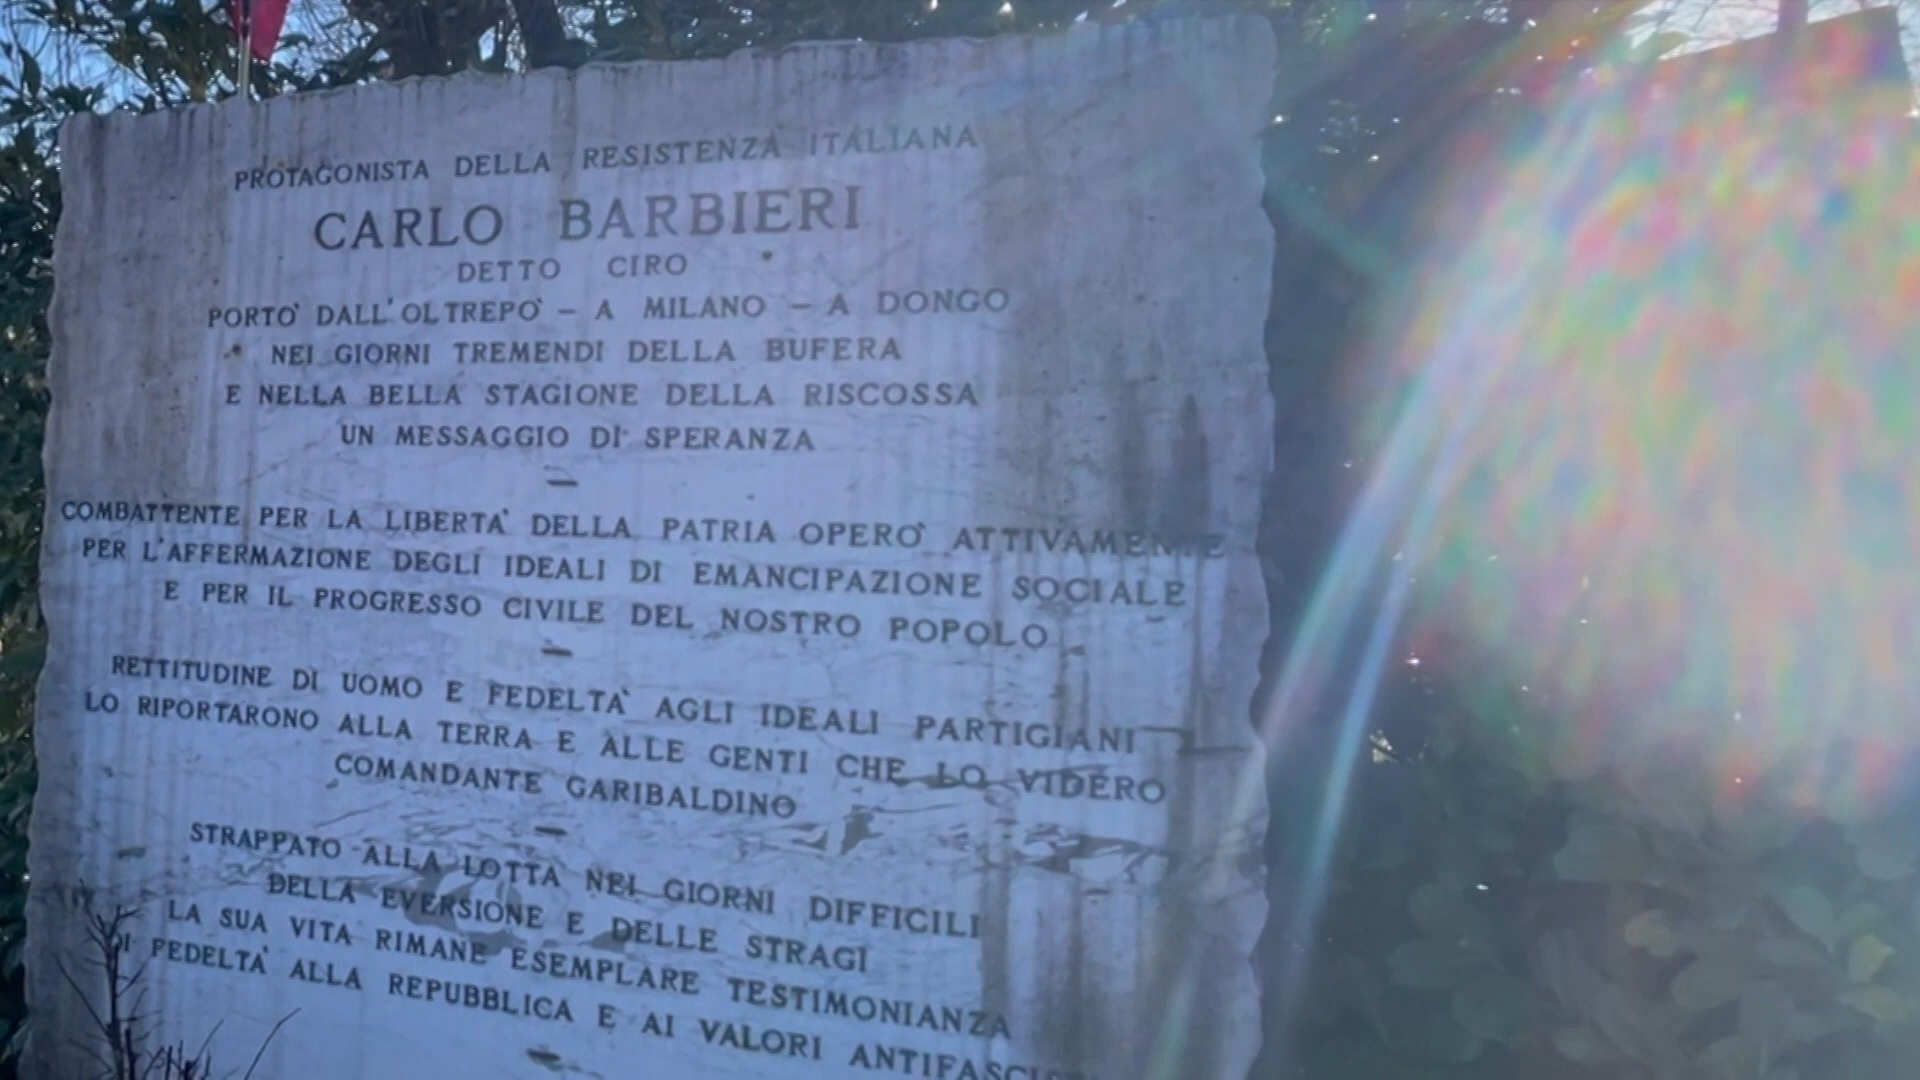 PROTAGONISTA DELLA RESISTENZA ITALIANA
CARLO BARBIERI
DETTO CIRO
PORTO' DALL'OLTREPO' – A MILANO – A DONGO
NEI GIORNI TREMENDI DELLA BUFERA
E NELLA BELLA STAGIONE DELLA RISCOSSA
UN MESSAGGIO DI SPERANZA
–
COMBATTENTE PER LA LIBERTA' DELLA PATRIA OPERO' ATTIVAMENTE
PER L'AFFERMAZIONE DEGLI IDEALI DI EMANCIPAZIONE SOCIALE
E PER IL PROGRESSO CIVILE DEL NOSTRO POPOLO
–
RETTITUDINE DI UOMO E FEDELTA' AGLI IDEALI PARTIGIANI
LO RIPORTARONO ALLA TERRA E ALLE GENTI CHE LO VIDERO
COMANDANTE GARIBALDINO
–
STRAPPATO ALLA LOTTA NEI GIORNI DIFFICILI
DELLA EVERSIONE E DELLE STRAGI
LA SUA VITA RIMANE ESEMPLARE TESTIMONIANZA
DI FEDELTA' ALLA REPUBBLICA E AI VALORI
–